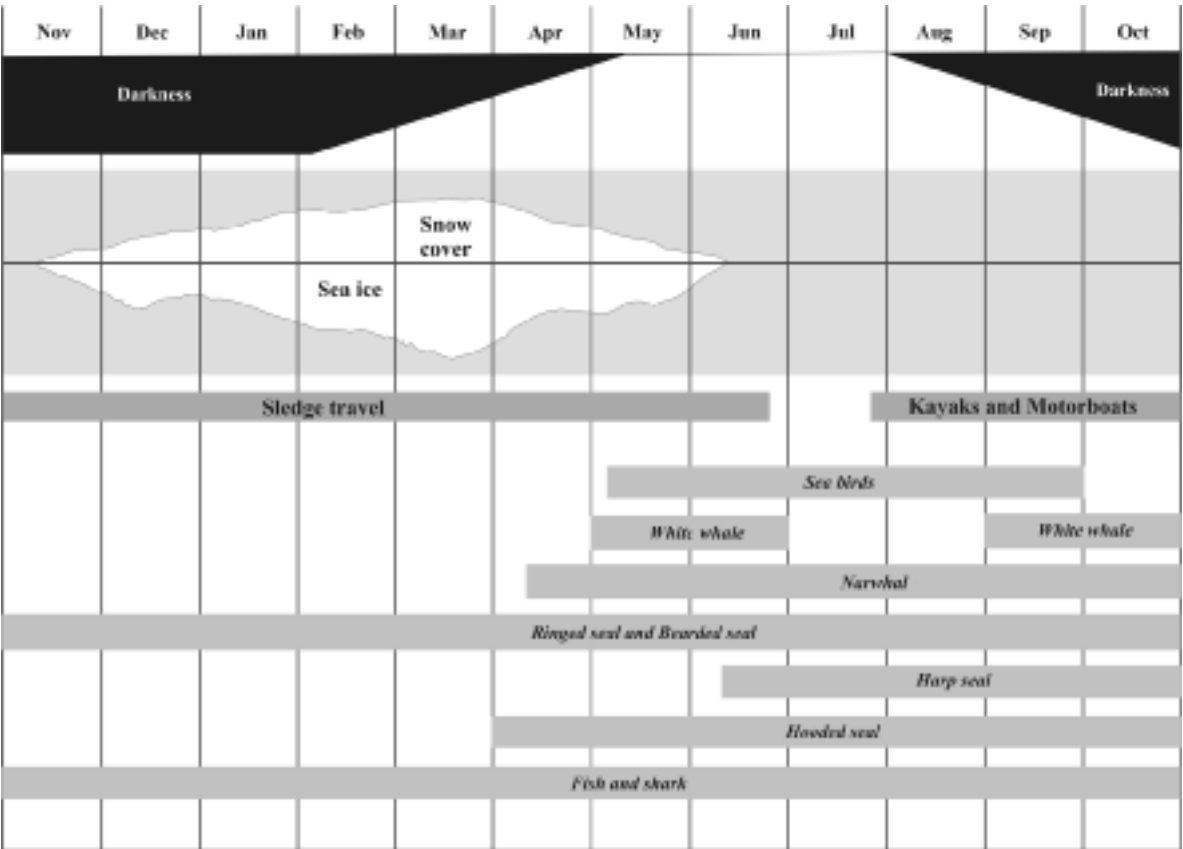 Nov Dec Jan Feb Mar Apr May Jun Jul Aug Sep Oct
Darkness Darkness
Snow
cover
Sea ice
Sledge travel Kayaks and Motorboats
Sea birds
White whale White whale
Narwhal
Ringed seal and Bearded seal
Harp seal
Hooded seal
Fish and shark